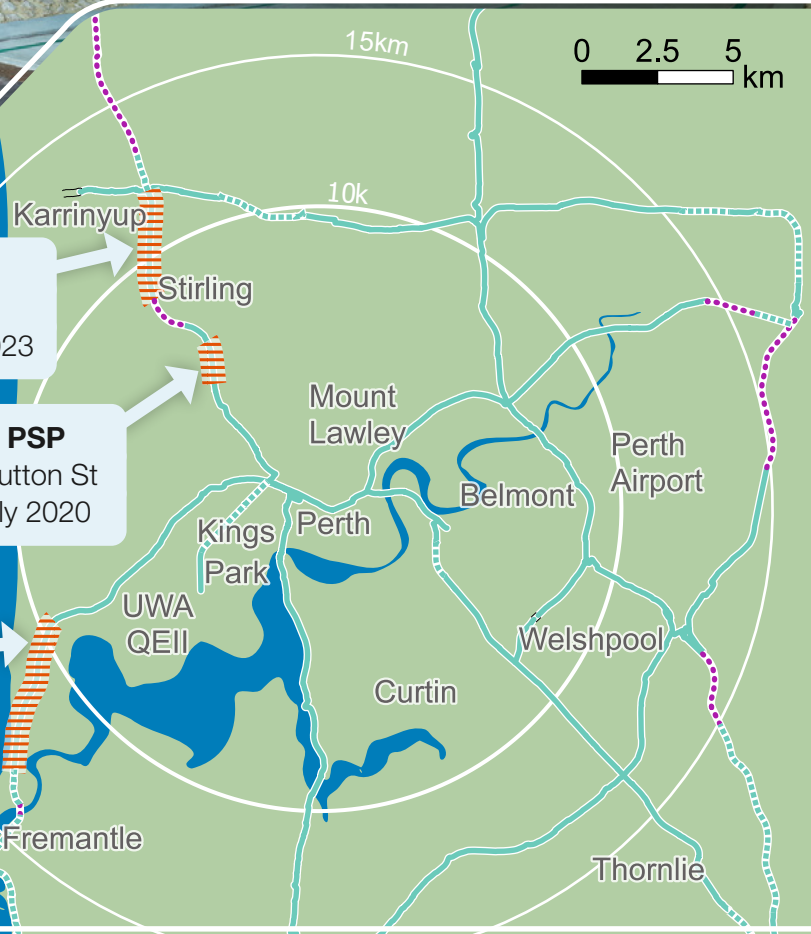 15km
0 2.5 5
km
10k
Karrinyup
Stirling
023
Mount
Lawley
PSP
utton St
ly 2020
Perth
Airport
Belmont
Kings
Park
Perth
UWA
QEII
Welshpool
Curtin
Fremantle
Thornlie